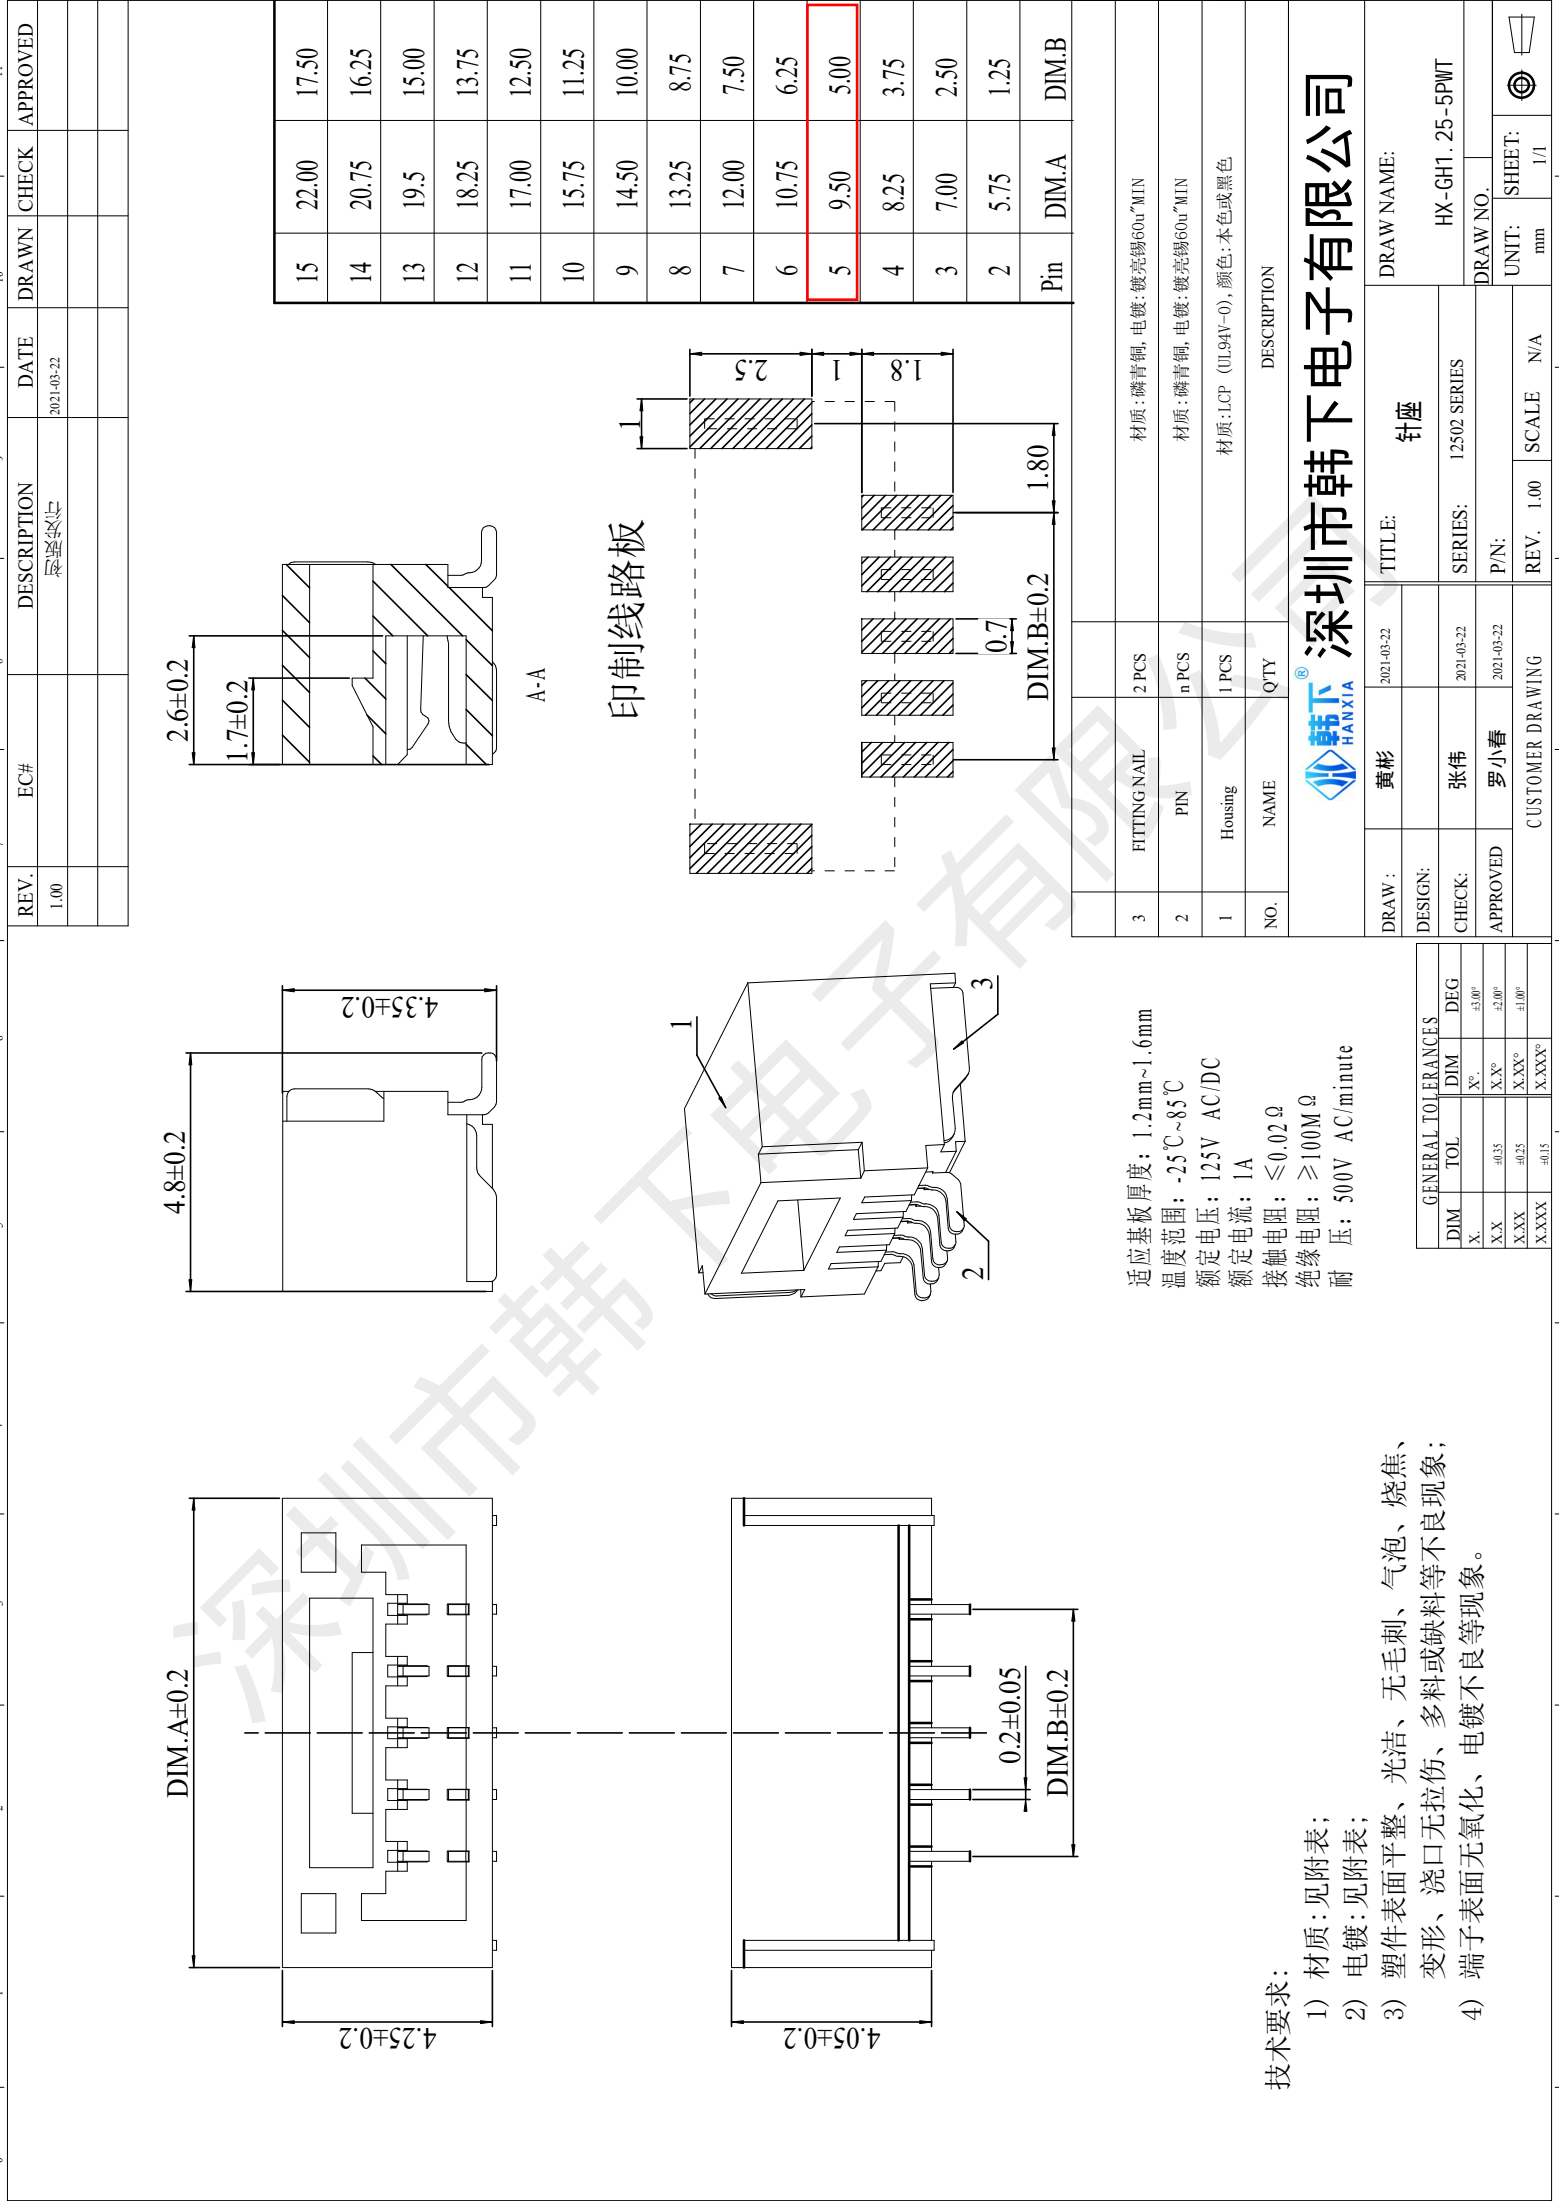 REV. EC# DESCRIPTION DATE DRAWN CHECK APPROVED
1.00 初版发行 2021-03-22
DIM.A±0.2
4.25±0.2
4.8±0.2
4.35±0.2
2.6±0.2
1.7±0.2
A-A
15 22.00 17.50
14 20.75 16.25
13 19.5 15.00
12 18.25 13.75
11 17.00 12.50
10 15.75 11.25
9 14.50 10.00
8 13.25 8.75
7 12.00 7.50
6 10.75 6.25
5 9.50 5.00
4 8.25 3.75
3 7.00 2.50
2 5.75 1.25
Pin DIM.A DIM.B
4.05±0.2
0.2±0.05
DIM.B±0.2
1
2
3
印制线路板
1
2.5
1
1.8
1.80
0.7
DIM.B±0.2
适应基板厚度: 1.2mm~1.6mm
温度范围: -25℃~85℃
额定电压: 125V AC/DC
额定电流: 1A
接触电阻: ≤0.02Ω
绝缘电阻: ≥100MΩ
耐 压: 500V AC/minute
技术要求:
1) 材质:见附表;
2) 电镀:见附表;
3) 塑件表面平整、光洁、无毛刺、气泡、烧焦、
变形、浇口无拉伤、多料或缺料等不良现象;
4) 端子表面无氧化、电镀不良等现象。
GENERAL TOLERANCES
DIM TOL DIM DEG
X. X°. ±3.00°
X.X ±0.35 X.X° ±2.00°
X.XX ±0.25 X.XX° ±1.00°
X.XXX ±0.15 X.XXX°
3 FITTING NAIL 2 PCS 材质:磷青铜,电镀:镀亮锡60u"MIN
2 PIN n PCS 材质:磷青铜,电镀:镀亮锡60u"MIN
1 Housing 1 PCS 材质:LCP (UL94V-0),颜色:本色或黑色
NO. NAME Q'TY DESCRIPTION
韩下® HANXIA 深圳市韩下电子有限公司
DRAW: 黄彬 2021-03-22 TITLE: 针座 DRAW NAME:
HX-GH1.25-5PWT
DESIGN:
CHECK: 张伟 2021-03-22 SERIES: 12502 SERIES
APPROVED 罗小春 2021-03-22 P/N: DRAW NO.
CUSTOMER DRAWING REV. 1.00 SCALE N/A UNIT: mm SHEET: 1/1
深圳市韩下电子有限公司